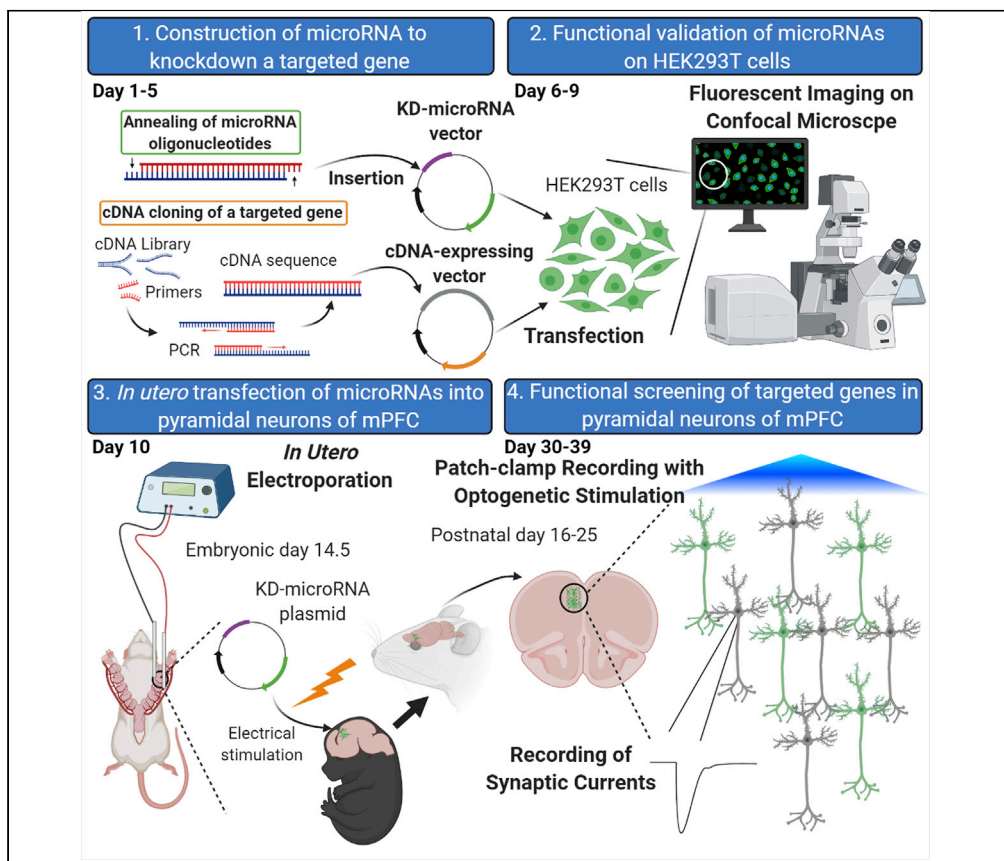 1. Construction of microRNA to
knockdown a targeted gene
Day 1-5
Annealing of microRNA
oligonucleotides
Insertion
KD-microRNA
vector
cDNA cloning of a targeted gene
cDNA Library
Primers
cDNA sequence
PCR
cDNA-expressing
vector
2. Functional validation of microRNAs
on HEK293T cells
Day 6-9
Fluorescent Imaging on
Confocal Microscpe
HEK293T cells
Transfection
3. In utero transfection of microRNAs into
pyramidal neurons of mPFC
Day 10
In Utero
Electroporation
Embryonic day 14.5
KD-microRNA
plasmid
Electrical
stimulation
4. Functional screening of targeted genes in
pyramidal neurons of mPFC
Day 30-39
Patch-clamp Recording with
Optogenetic Stimulation
Postnatal day 16-25
Recording of
Synaptic Currents